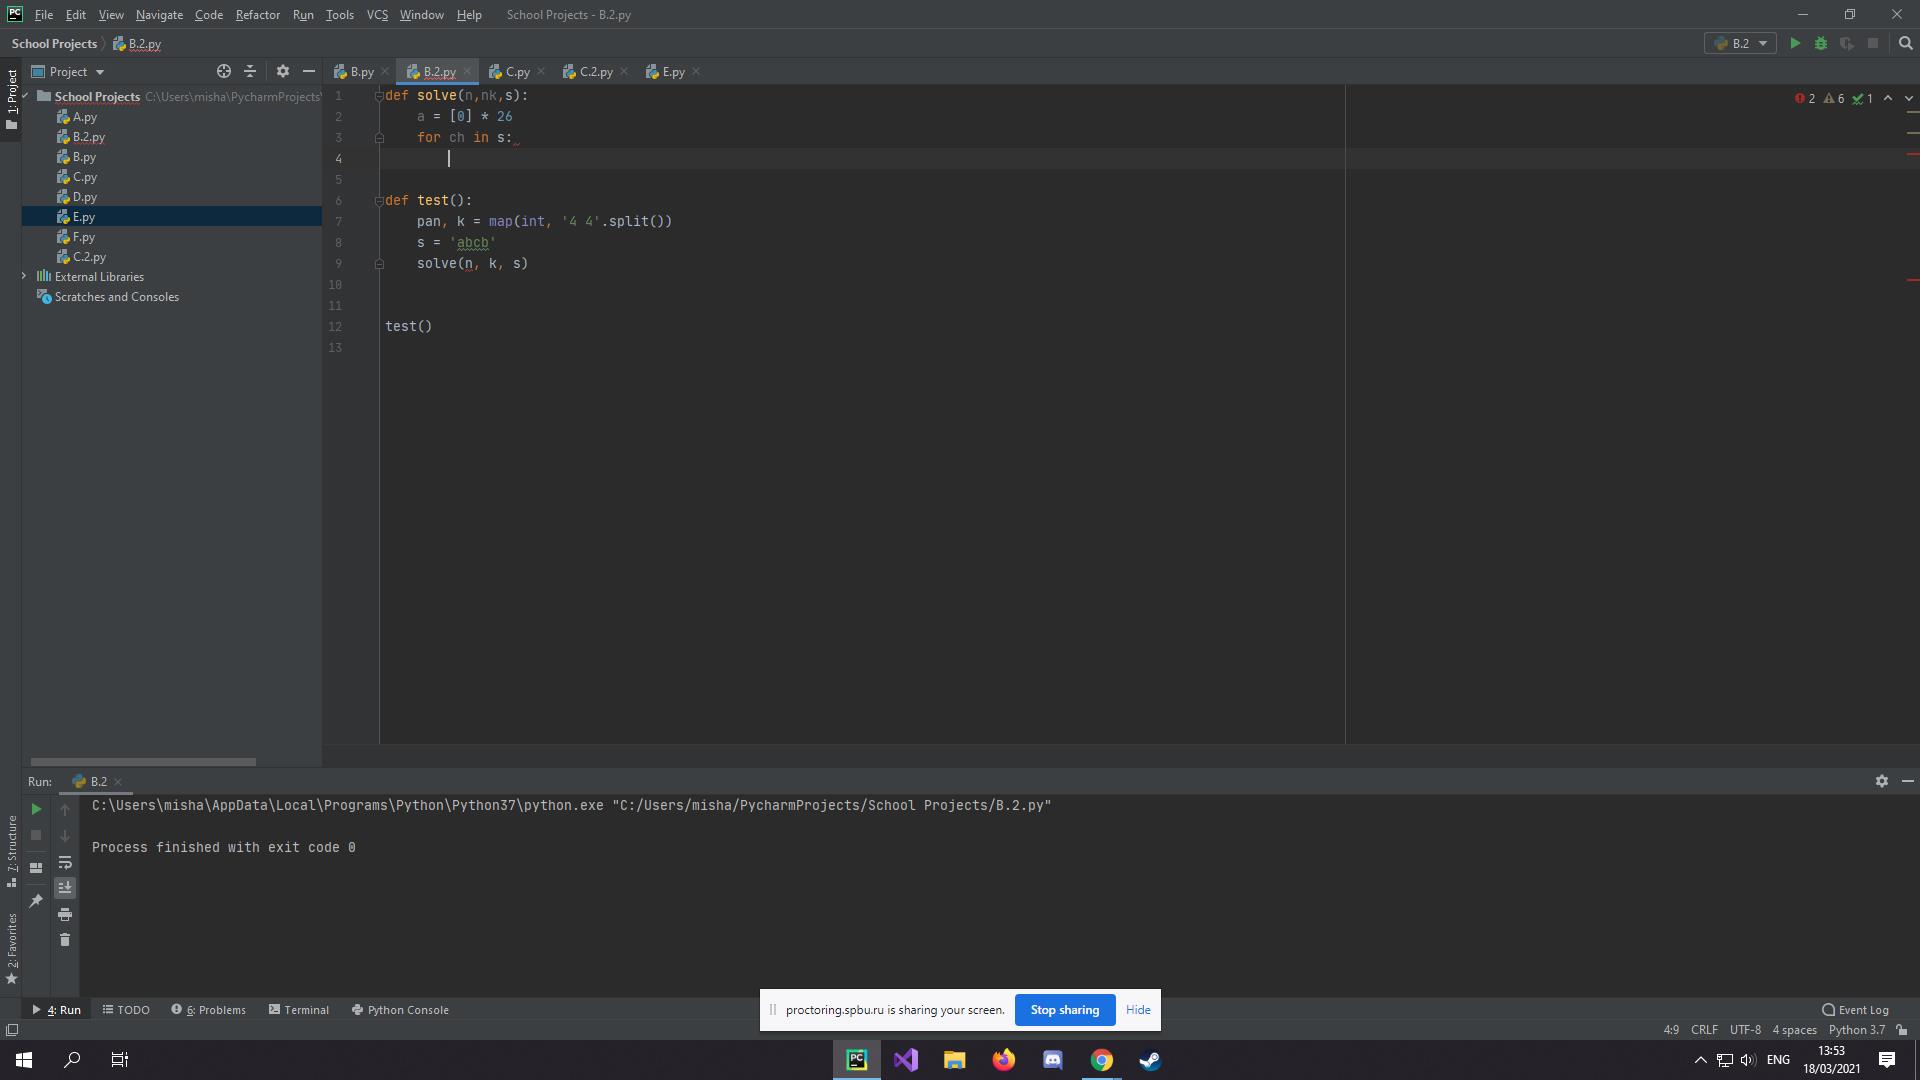 PC File Edit View Navigate Code Refactor Run Tools VCS Window Help School Projects - B.2.py
School Projects B.2.py B.2
1: Project
Project B.py B.2.py C.py C.2.py E.py
School Projects C:\Users\misha\PycharmProjects\
A.py
B.2.py
B.py
C.py
D.py
E.py
F.py
C.2.py
External Libraries
Scratches and Consoles
2 6 1
1 def solve(n,nk,s):
2 a = [0] * 26
3 for ch in s:
4
5
6 def test():
7 pan, k = map(int, '4 4'.split())
8 s = 'abcb'
9 solve(n, k, s)
10
11
12 test()
13
Run: B.2
C:\Users\misha\AppData\Local\Programs\Python\Python37\python.exe "C:/Users/misha/PycharmProjects/School Projects/B.2.py"
Process finished with exit code 0
7: Structure
2: Favorites
4: Run TODO 6: Problems Terminal Python Console Event Log
proctoring.spbu.ru is sharing your screen. Stop sharing Hide
4:9 CRLF UTF-8 4 spaces Python 3.7
PC ENG 13:53
18/03/2021